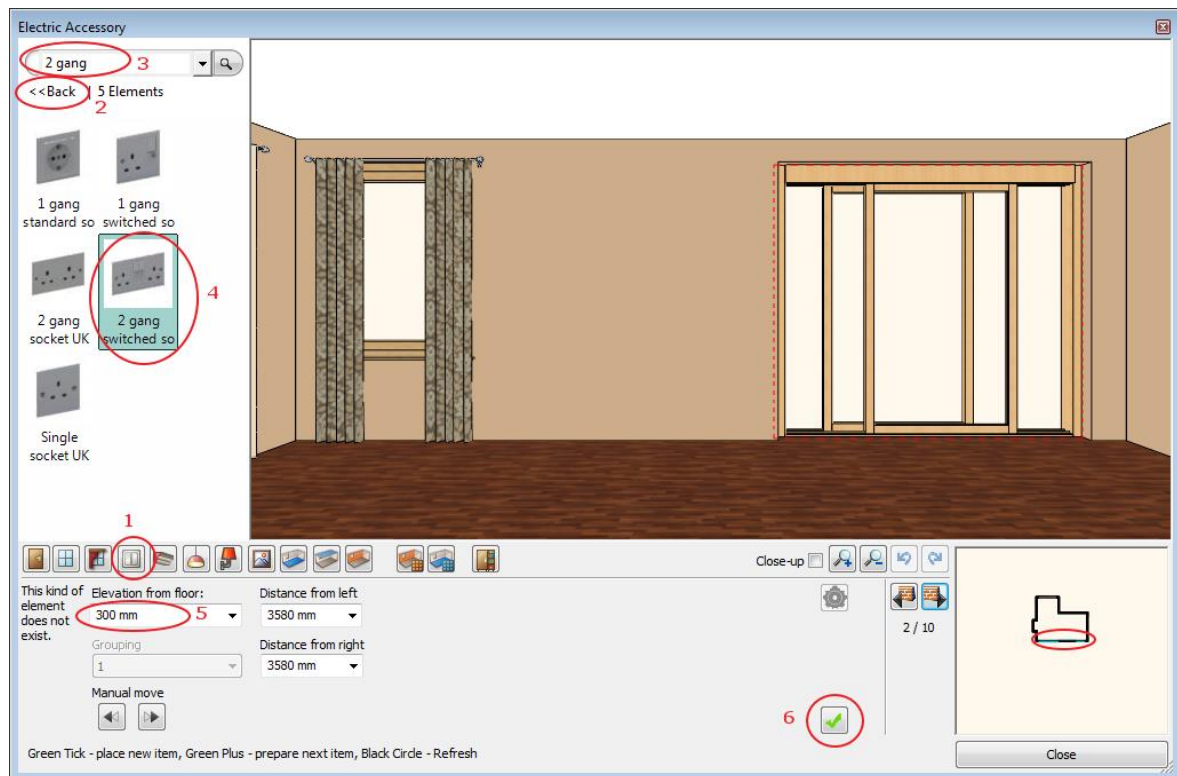 Electric Accessory
2 gang
3
<<Back | 5 Elements
2
1 gang
standard so
1 gang
switched so
2 gang
socket UK
2 gang
switched so
4
Single
socket UK
1
Close-up
This kind of
element
does not
exist.
Elevation from floor:
300 mm
5
Grouping
1
Manual move
Distance from left
3580 mm
Distance from right
3580 mm
2 / 10
6
Green Tick - place new item, Green Plus - prepare next item, Black Circle - Refresh
Close